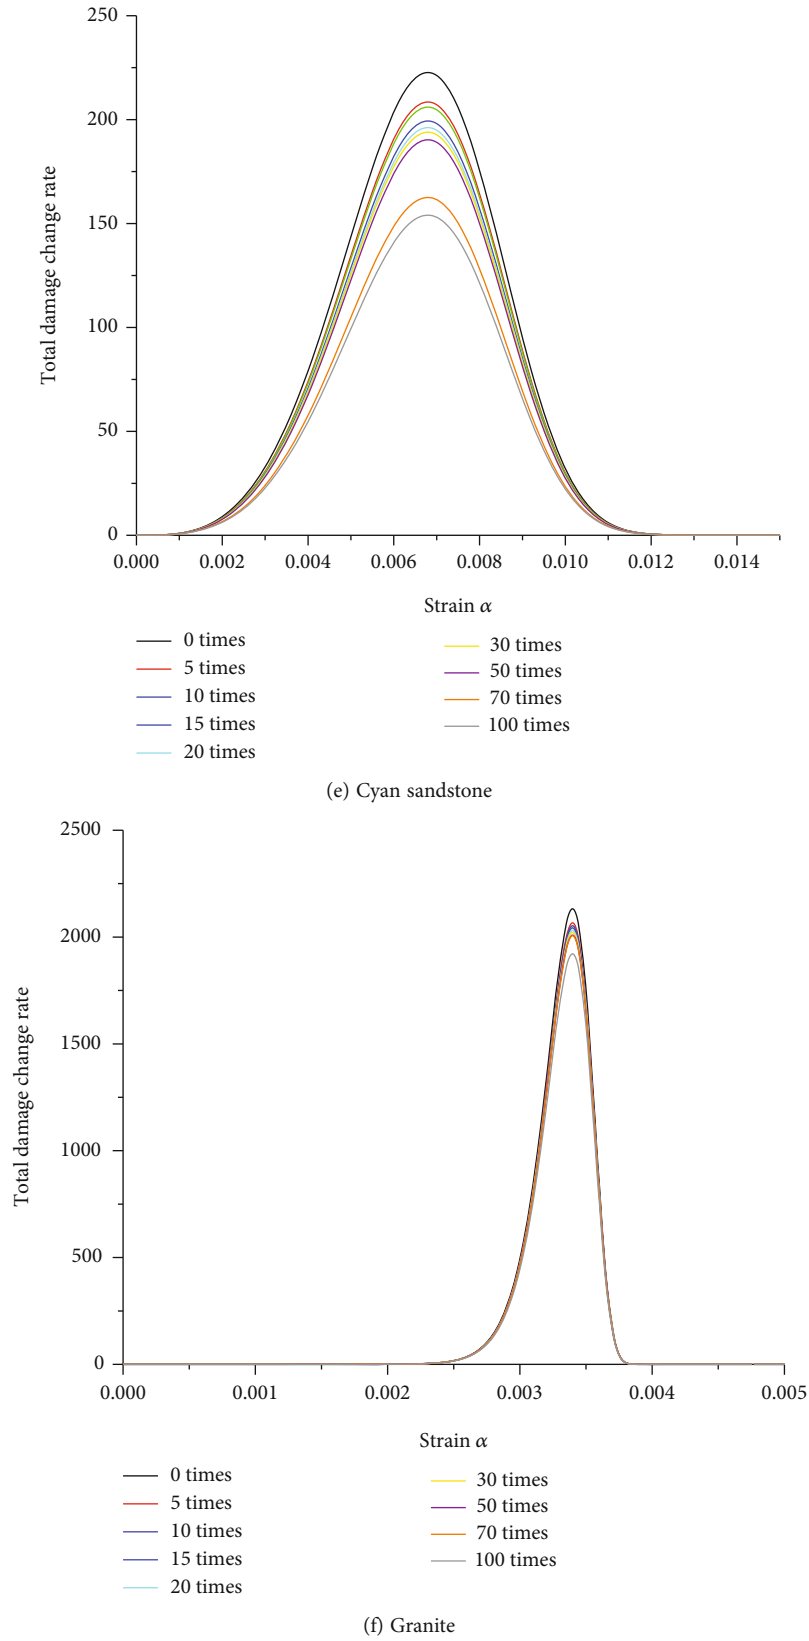 250
200
150
100
50
0
Total damage change rate
0.000 0.002 0.004 0.006 0.008 0.010 0.012 0.014
Strain α
0 times
5 times
10 times
15 times
20 times
30 times
50 times
70 times
100 times
(e) Cyan sandstone
2500
2000
1500
1000
500
0
Total damage change rate
0.000 0.001 0.002 0.003 0.004 0.005
Strain α
0 times
5 times
10 times
15 times
20 times
30 times
50 times
70 times
100 times
(f) Granite